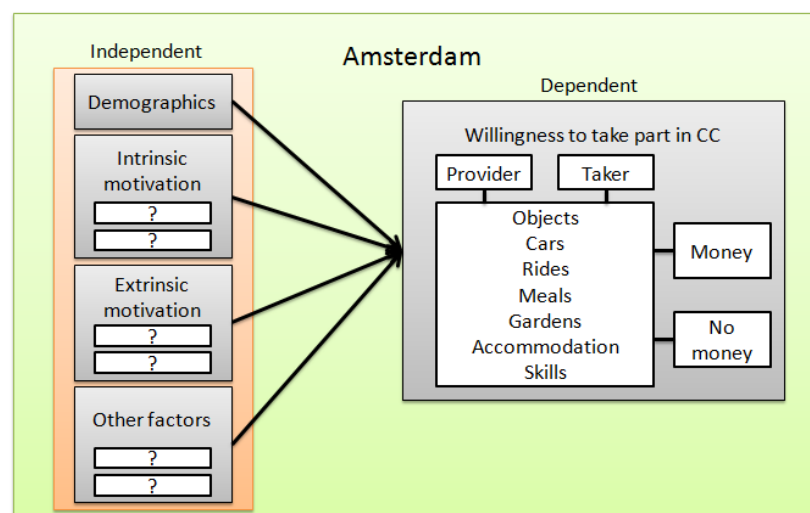 Amsterdam
Independent
Demographics
Intrinsic
motivation
?
?
Extrinsic
motivation
?
?
Other factors
?
?
Dependent
Willingness to take part in CC
Provider
Taker
Objects
Cars
Rides
Meals
Gardens
Accommodation
Skills
Money
No
money